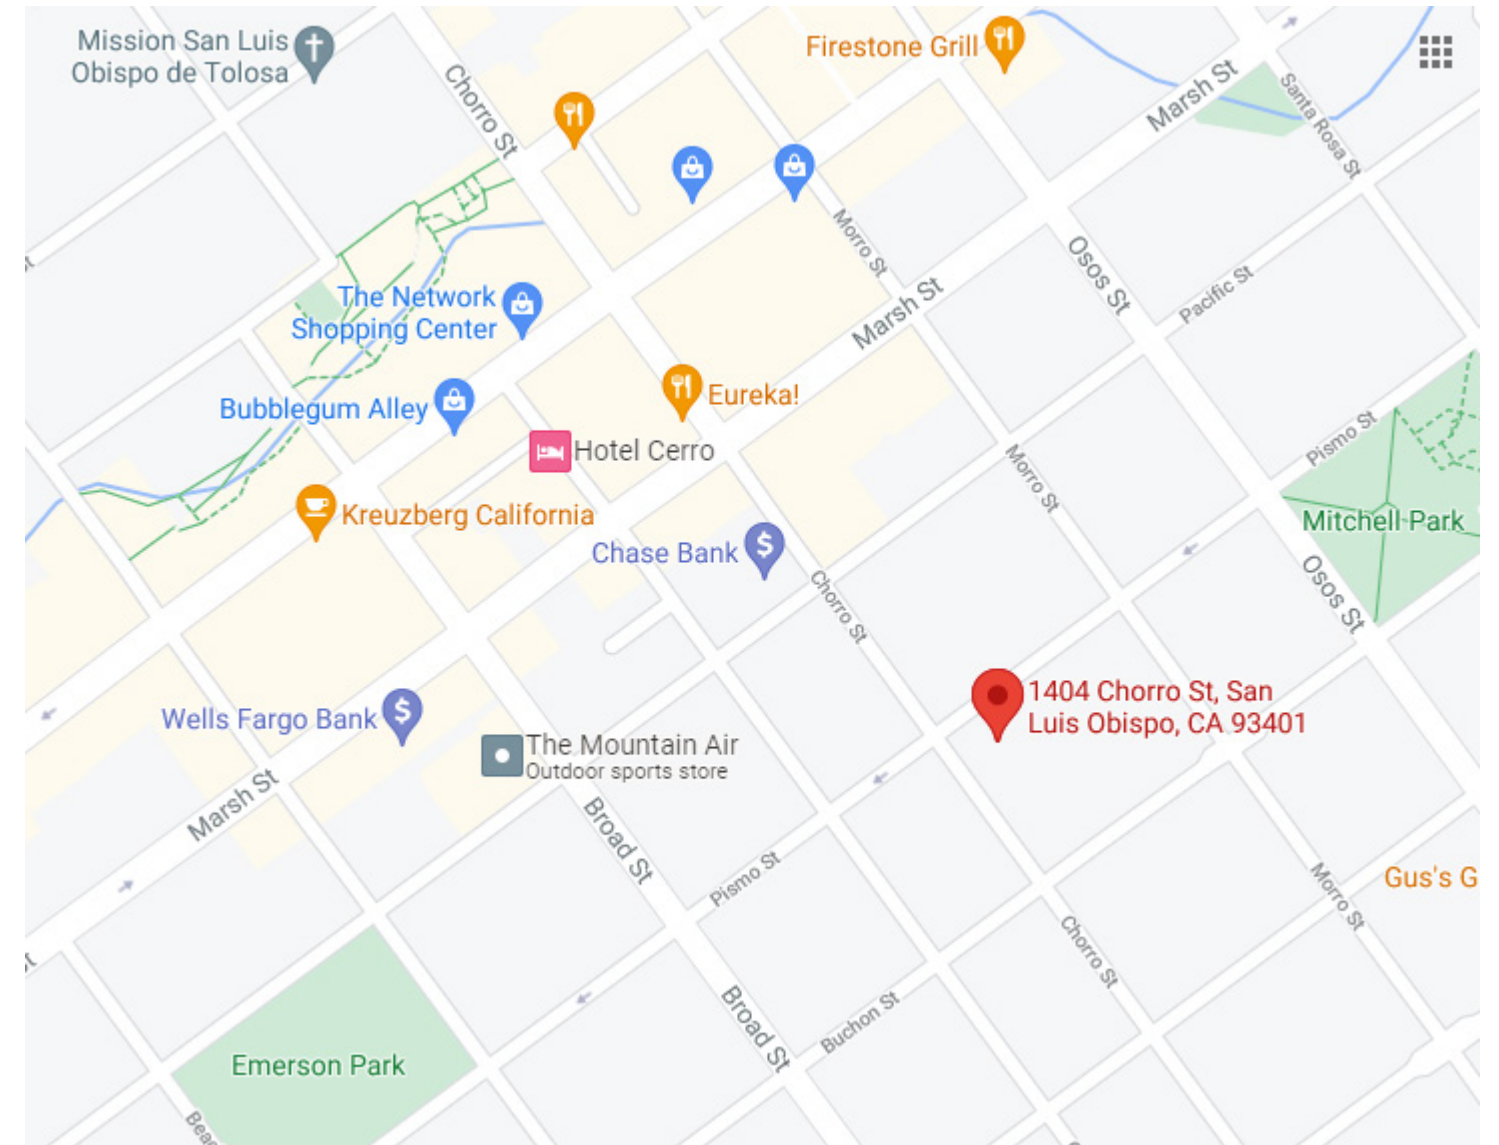 Mission San Luis
Obispo de Tolosa
Firestone Grill
Chorro St
Marsh St
Santa Rosa St
Morro St
Osos St
Pacific St
Marsh St
The Network
Shopping Center
Eureka!
Bubblegum Alley
Hotel Cerro
Pismo St
Morro St
Kreuzberg California
Mitchell Park
Chase Bank
Chorro St
Osos St
1404 Chorro St, San
Luis Obispo, CA 93401
Wells Fargo Bank
The Mountain Air
Outdoor sports store
Marsh St
Broad St
Pismo St
Gus's G
Morro St
Chorro St
Buchon St
Broad St
Emerson Park
Beac